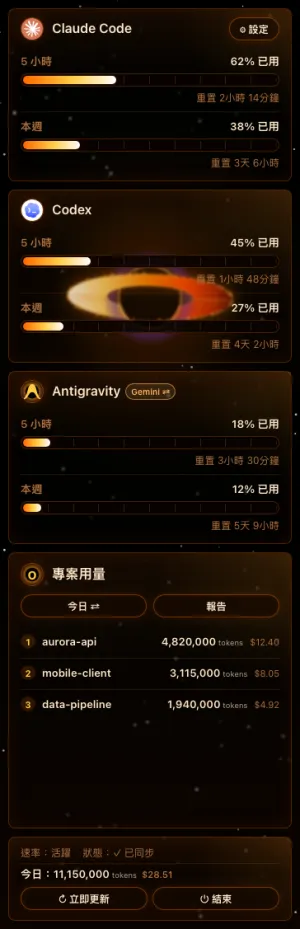 Claude Code
設定
5 小時 62% 已用
重置 2小時 14分鐘
本週 38% 已用
重置 3天 6小時
Codex
5 小時 45% 已用
重置 1小時 48分鐘
本週 27% 已用
重置 4天 2小時
Antigravity Gemini ⇄
5 小時 18% 已用
重置 3小時 30分鐘
本週 12% 已用
重置 5天 9小時
專案用量
今日 ⇄ 報告
1 aurora-api 4,820,000 tokens $12.40
2 mobile-client 3,115,000 tokens $8.05
3 data-pipeline 1,940,000 tokens $4.92
速率：活躍 狀態：✓ 已同步
今日：11,150,000 tokens $28.51
↻ 立即更新 ⏻ 結束